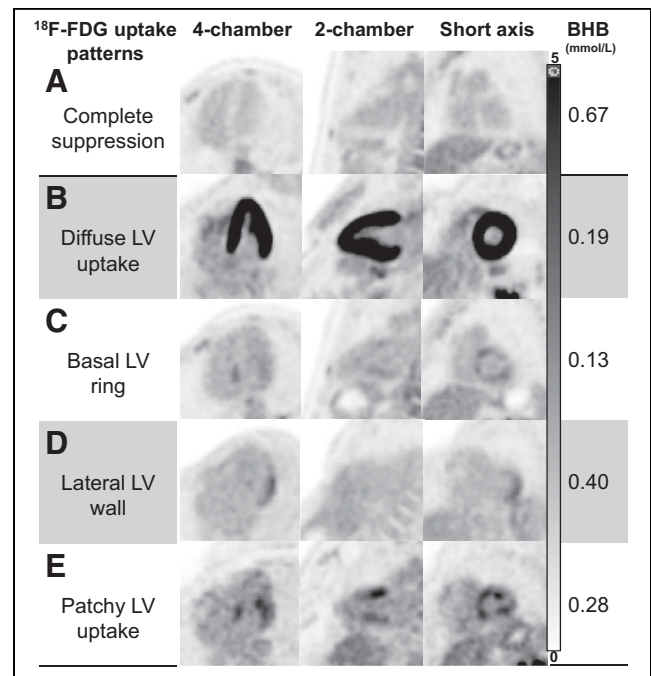 ¹⁸F-FDG uptake patterns 4-chamber 2-chamber Short axis BHB (mmol/L)
5
A
Complete suppression
0.67
B
Diffuse LV uptake
0.19
C
Basal LV ring
0.13
D
Lateral LV wall
0.40
E
Patchy LV uptake
0.28
0